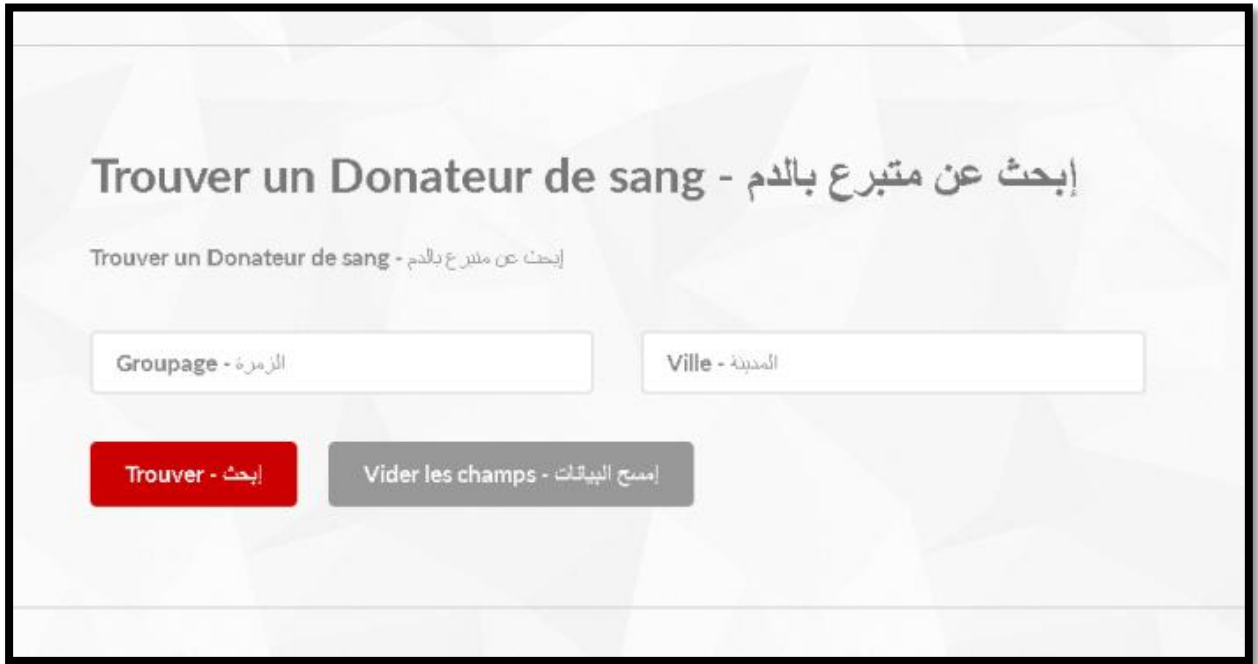 Trouver un Donateur de sang - إبحث عن متبرع بالدم
Trouver un Donateur de sang - إبحث عن متبرع بالدم
Groupage - الزمرة
Ville - المدينة
Trouver - إبحث
Vider les champs - إمسح البيانات